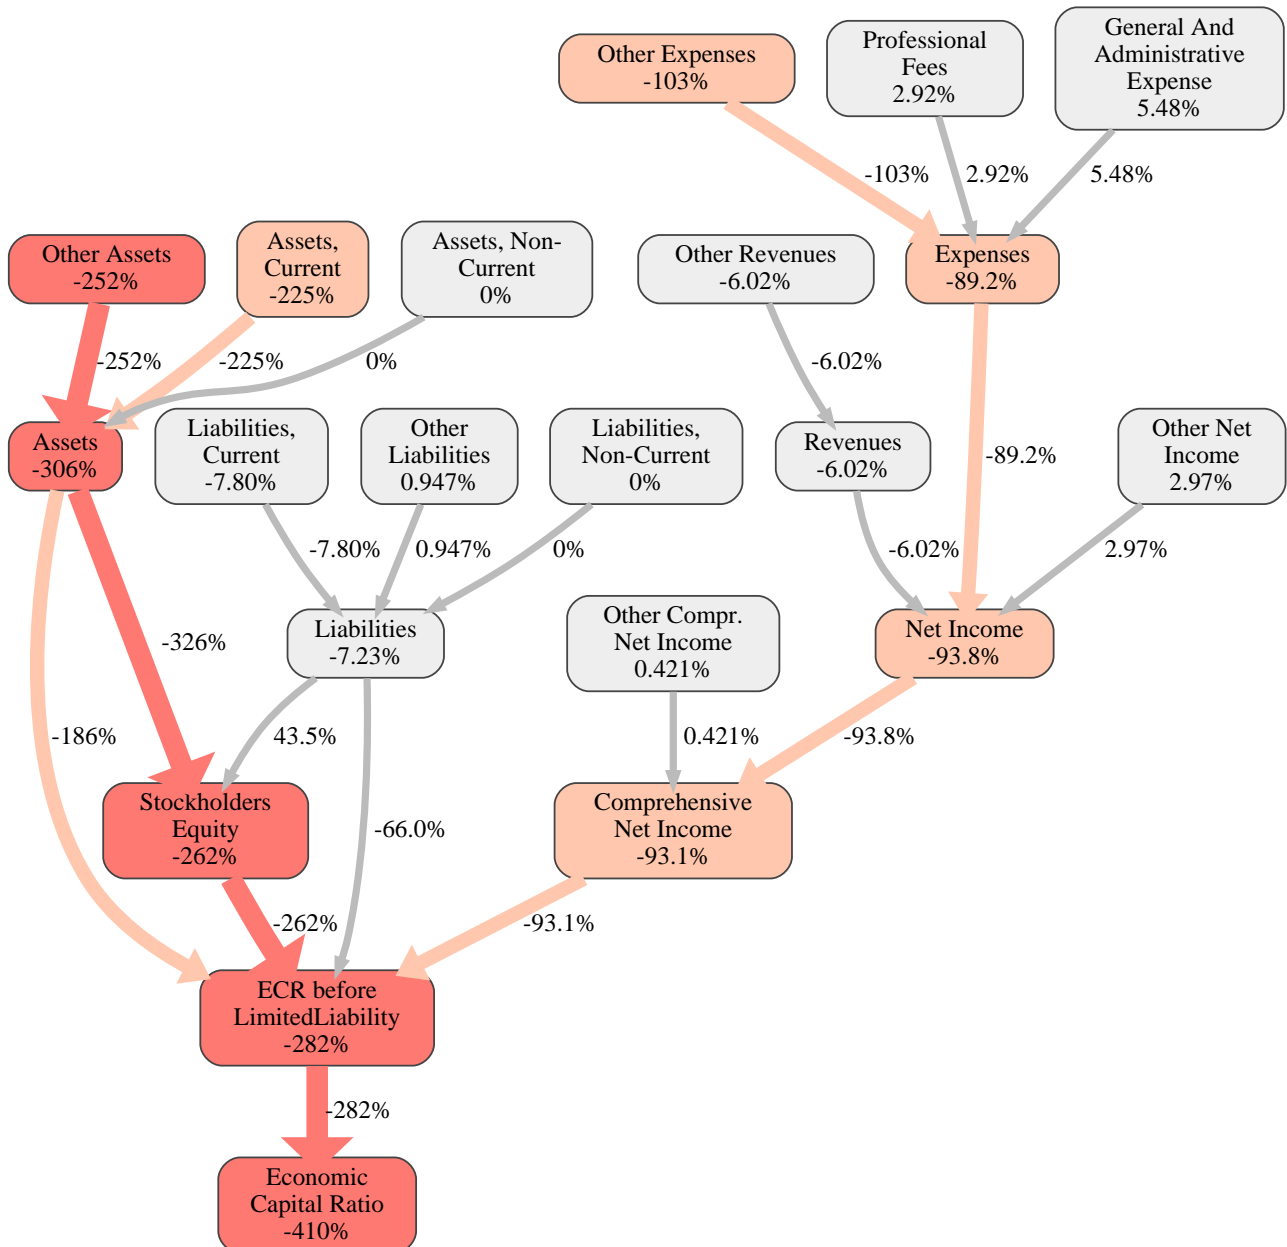 Other Expenses
-103%
Professional
Fees
2.92%
General And
Administrative
Expense
5.48%
-103%
2.92%
5.48%
Other Assets
-252%
Assets,
Current
-225%
Assets, Non-
Current
0%
Other Revenues
-6.02%
Expenses
-89.2%
-252%
-225%
0%
-6.02%
-89.2%
Assets
-306%
Liabilities,
Current
-7.80%
Other
Liabilities
0.947%
Liabilities,
Non-Current
0%
Revenues
-6.02%
Other Net
Income
2.97%
-7.80%
0.947%
0%
-6.02%
2.97%
-326%
Liabilities
-7.23%
Other Compr.
Net Income
0.421%
Net Income
-93.8%
-186%
43.5%
-66.0%
0.421%
-93.8%
Stockholders
Equity
-262%
Comprehensive
Net Income
-93.1%
-262%
-93.1%
ECR before
LimitedLiability
-282%
-282%
Economic
Capital Ratio
-410%